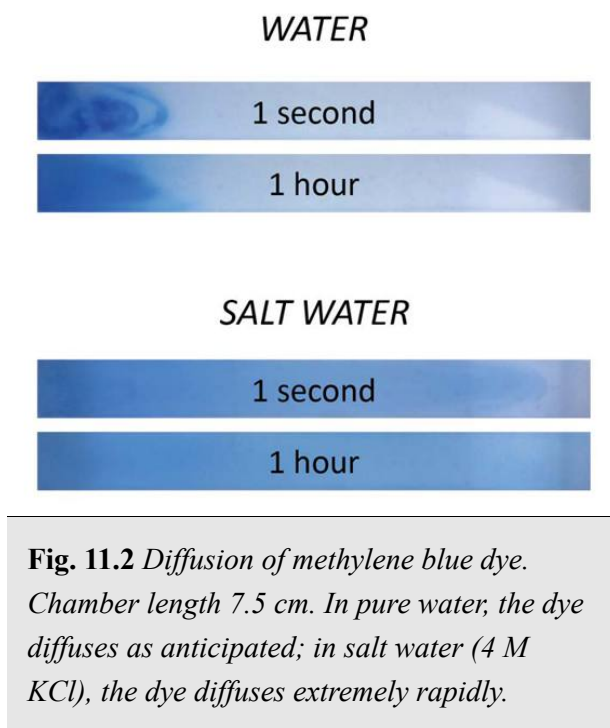 WATER
1 second
1 hour
SALT WATER
1 second
1 hour
Fig. 11.2 Diffusion of methylene blue dye.
Chamber length 7.5 cm. In pure water, the dye
diffuses as anticipated; in salt water (4 M
KCl), the dye diffuses extremely rapidly.